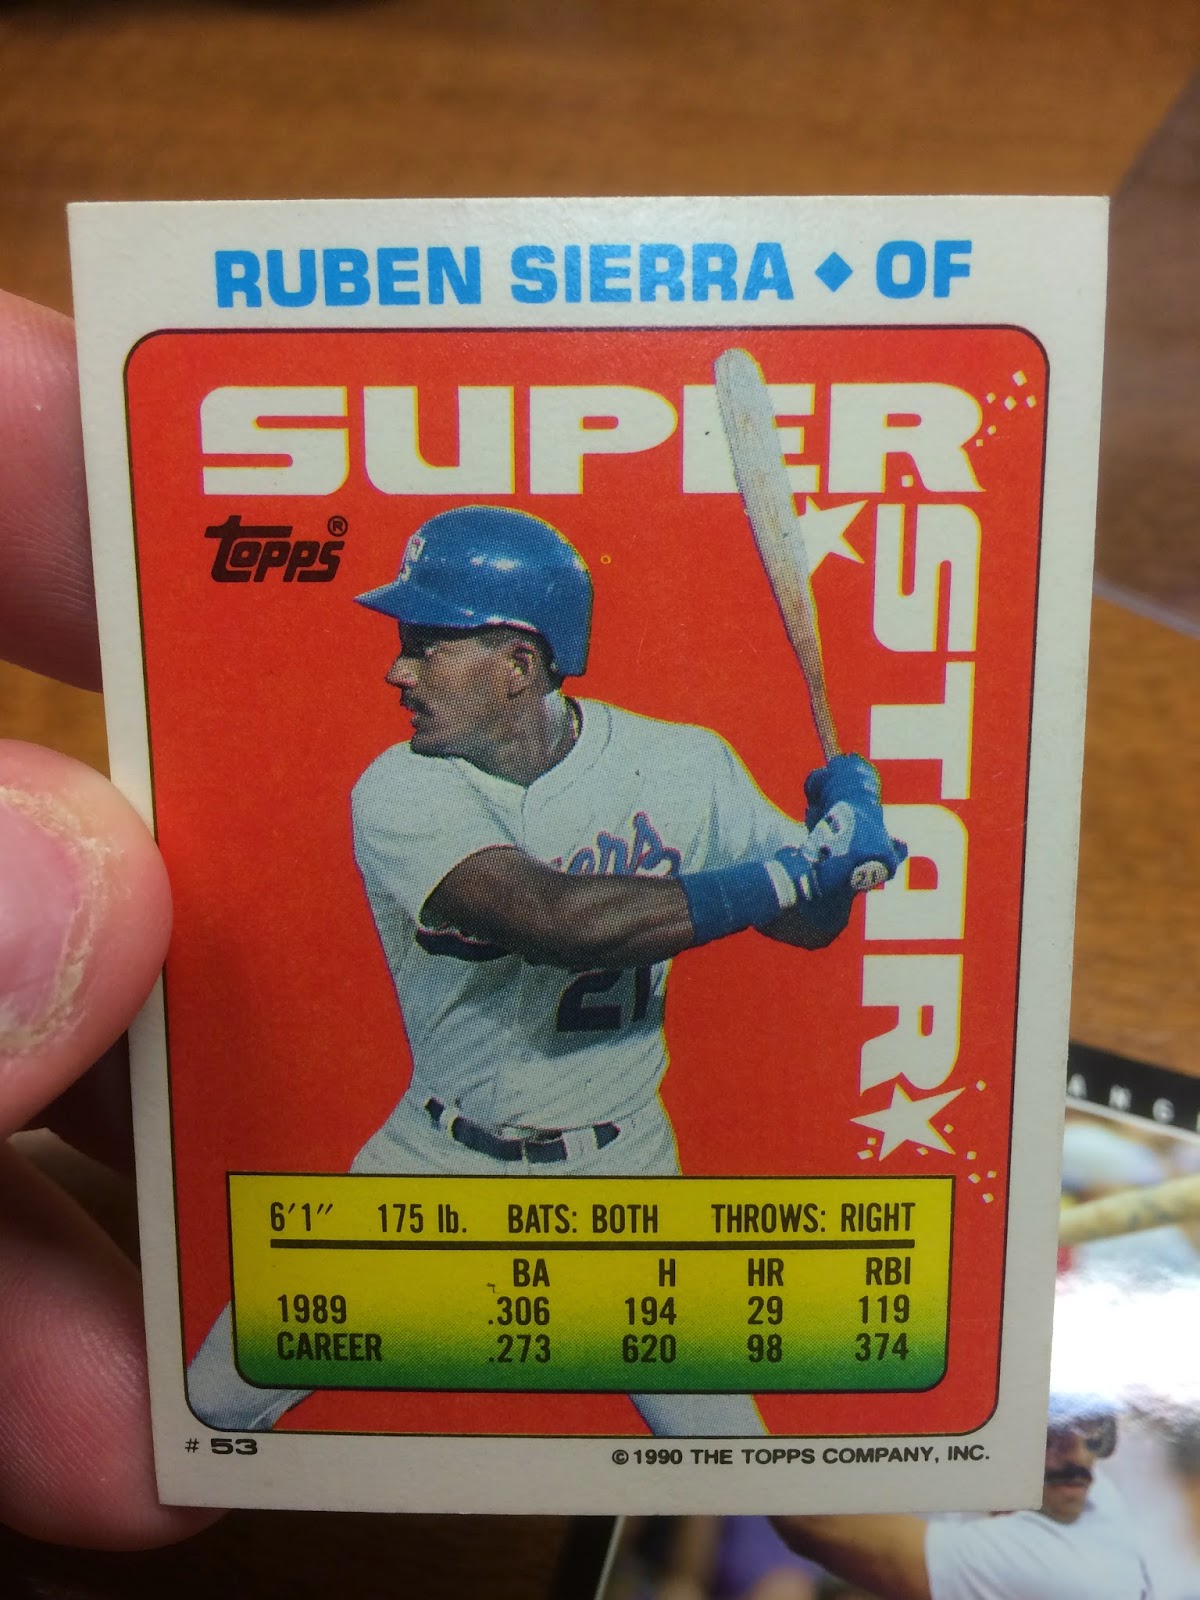 RUBEN SIERRA ◆ OF
SUPER
STAR
TOPPS®
21
6'1" 175 lb. BATS: BOTH THROWS: RIGHT
BA H HR RBI
1989 .306 194 29 119
CAREER .273 620 98 374
# 53
© 1990 THE TOPPS COMPANY, INC.